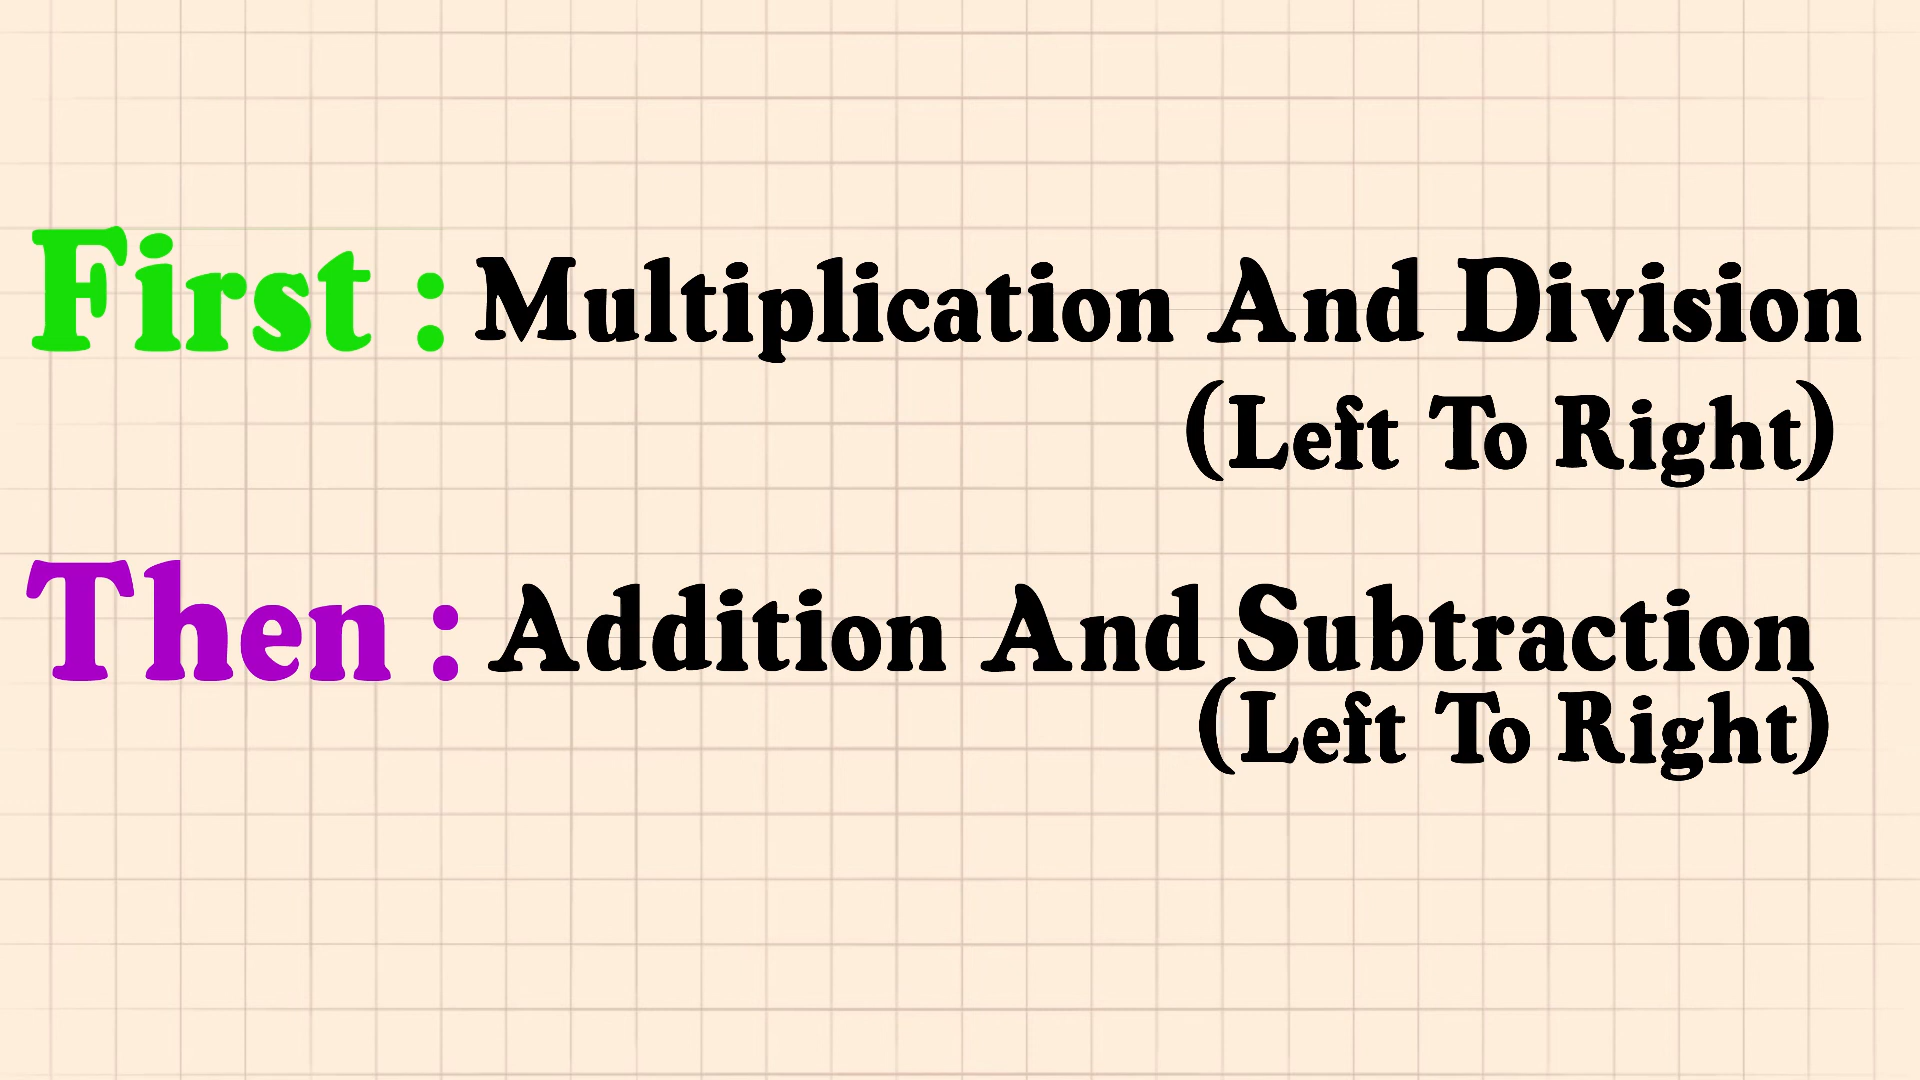 First : Multiplication And Division
(Left To Right)
Then : Addition And Subtraction
(Left To Right)